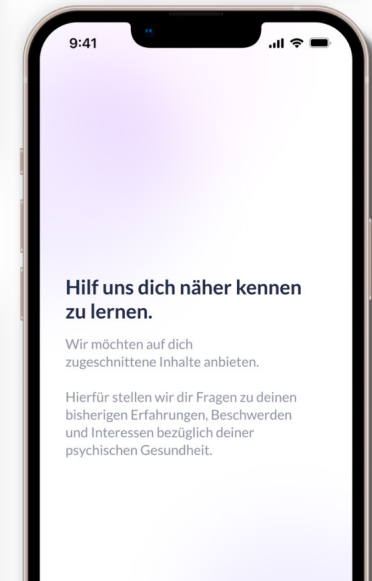 9:41
Hilf uns dich näher kennen
zu lernen.
Wir möchten auf dich
zugeschnittene Inhalte anbieten.
Hierfür stellen wir dir Fragen zu deinen
bisherigen Erfahrungen, Beschwerden
und Interessen bezüglich deiner
psychischen Gesundheit.